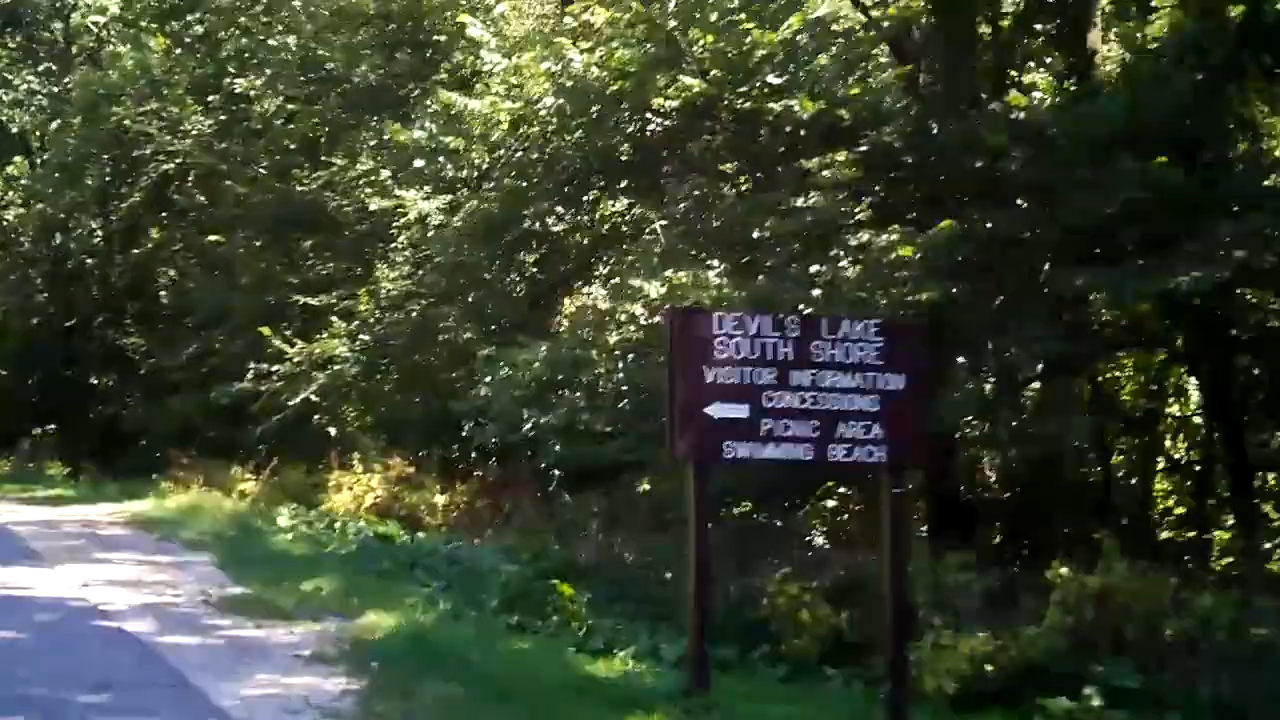 DEVIL'S LAKE
SOUTH SHORE
VISITOR INFORMATION
CONCESSIONS
PICNIC AREA
SWIMMING BEACH